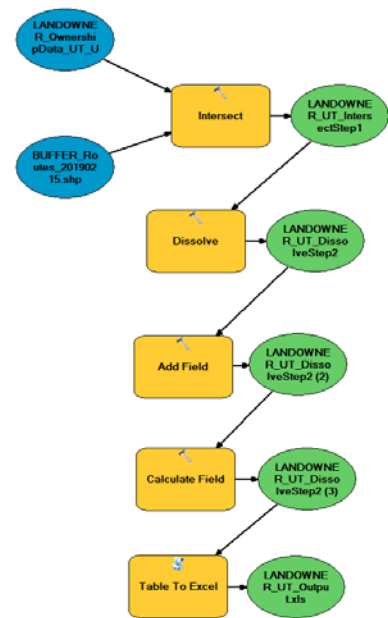 LANDOWNE
R_Ownershi
pData_UT_U
Intersect
LANDOWNE
R_UT_Inters
ectStep1
BUFFER_Ro
utes_201902
15.shp
Dissolve
LANDOWNE
R_UT_Disso
lveStep2
Add Field
LANDOWNE
R_UT_Disso
lveStep2 (2)
Calculate Field
LANDOWNE
R_UT_Disso
lveStep2 (3)
Table To Excel
LANDOWNE
R_UT_Outpu
t.xls